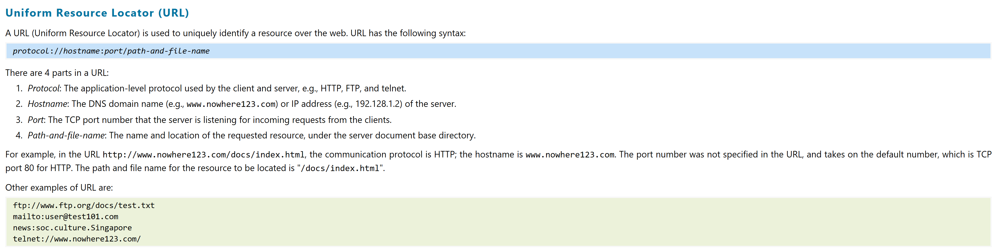 Uniform Resource Locator (URL)
A URL (Uniform Resource Locator) is used to uniquely identify a resource over the web. URL has the following syntax:
protocol://hostname:port/path-and-file-name
There are 4 parts in a URL:
1. Protocol: The application-level protocol used by the client and server, e.g., HTTP, FTP, and telnet.
2. Hostname: The DNS domain name (e.g., www.nowhere123.com) or IP address (e.g., 192.128.1.2) of the server.
3. Port: The TCP port number that the server is listening for incoming requests from the clients.
4. Path-and-file-name: The name and location of the requested resource, under the server document base directory.
For example, in the URL http://www.nowhere123.com/docs/index.html, the communication protocol is HTTP; the hostname is www.nowhere123.com. The port number was not specified in the URL, and takes on the default number, which is TCP
port 80 for HTTP. The path and file name for the resource to be located is "/docs/index.html".
Other examples of URL are:
ftp://www.ftp.org/docs/test.txt
mailto:user@test101.com
news:soc.culture.Singapore
telnet://www.nowhere123.com/